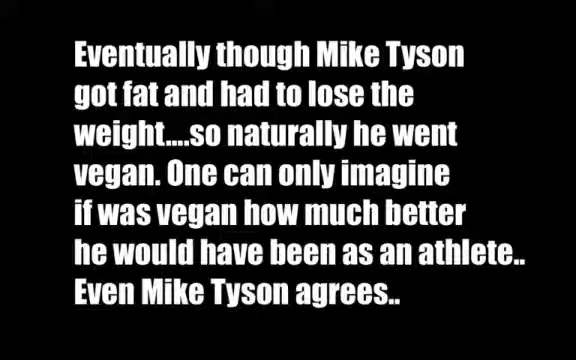 Eventually though Mike Tyson
got fat and had to lose the
weight....so naturally he went
vegan. One can only imagine
if was vegan how much better
he would have been as an athlete..
Even Mike Tyson agrees..